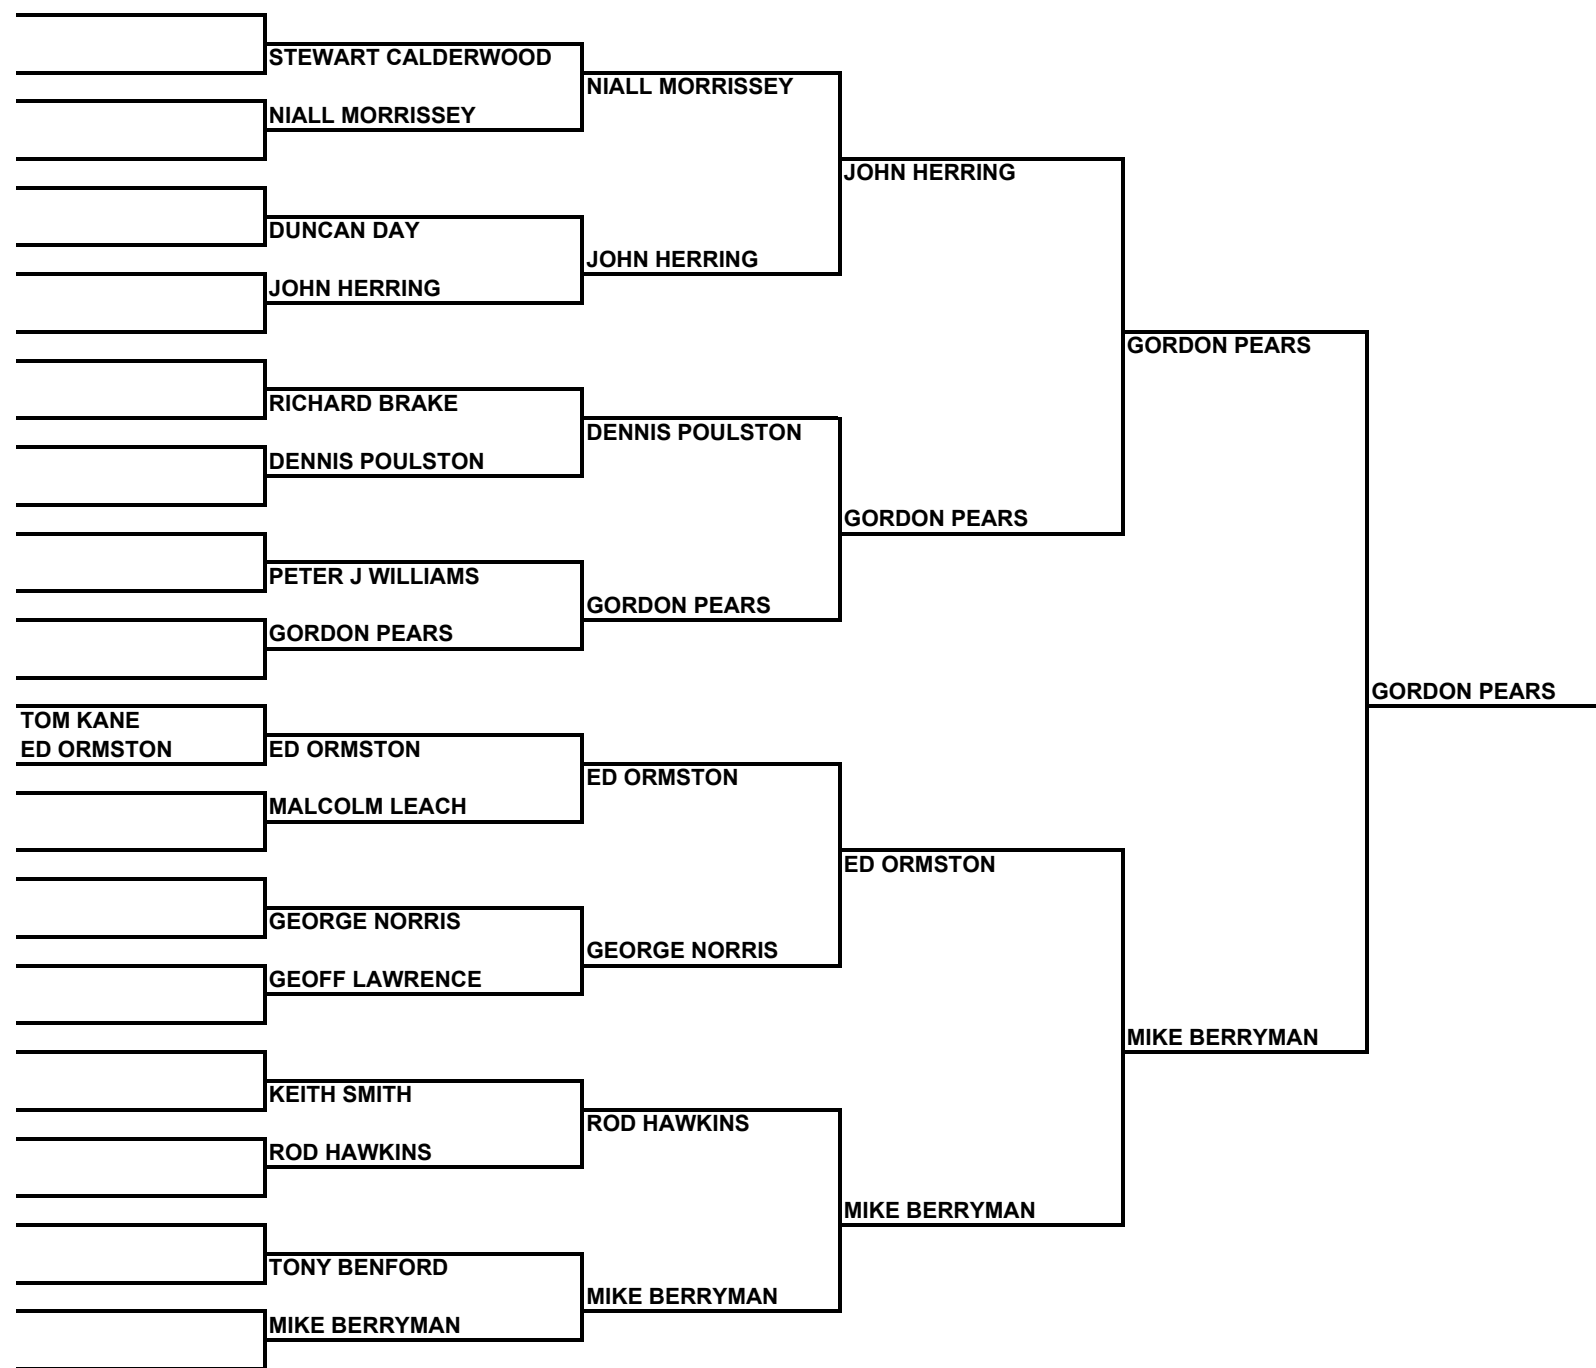 STEWART CALDERWOOD
NIALL MORRISSEY
NIALL MORRISSEY
JOHN HERRING
DUNCAN DAY
JOHN HERRING
JOHN HERRING
GORDON PEARS
RICHARD BRAKE
DENNIS POULSTON
DENNIS POULSTON
GORDON PEARS
PETER J WILLIAMS
GORDON PEARS
GORDON PEARS
GORDON PEARS
TOM KANE
ED ORMSTON
ED ORMSTON
ED ORMSTON
MALCOLM LEACH
ED ORMSTON
GEORGE NORRIS
GEORGE NORRIS
GEOFF LAWRENCE
MIKE BERRYMAN
KEITH SMITH
ROD HAWKINS
ROD HAWKINS
MIKE BERRYMAN
TONY BENFORD
MIKE BERRYMAN
MIKE BERRYMAN